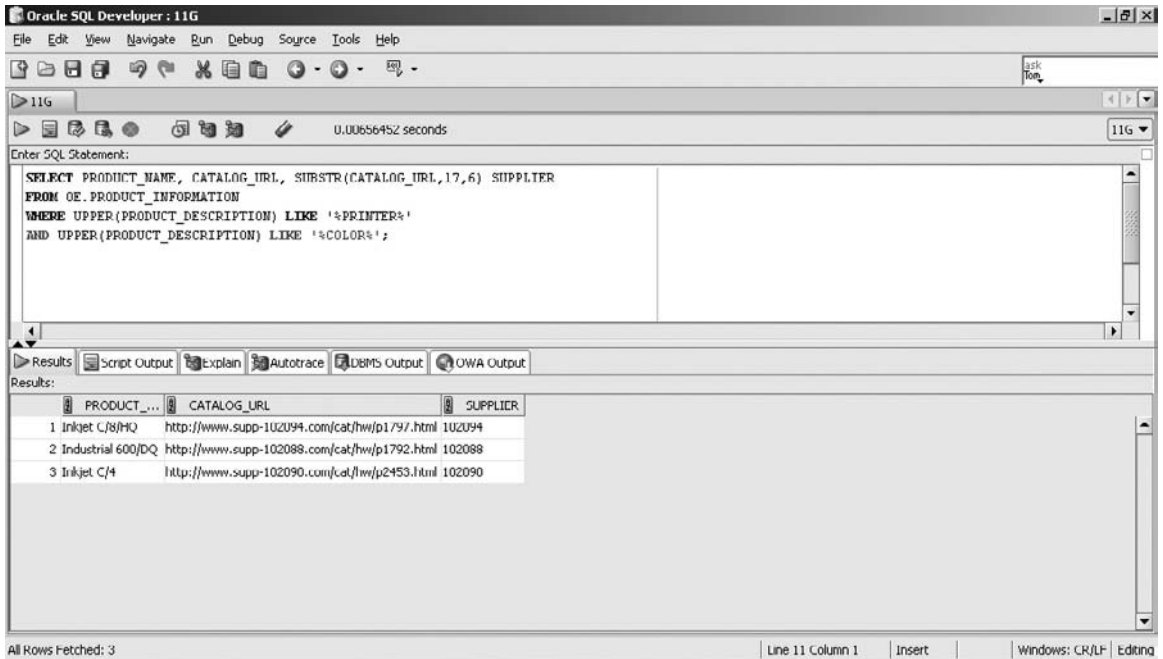 Oracle SQL Developer : 11G
File Edit View Navigate Run Debug Source Tools Help
ask
Tom
11G
0.00656452 seconds
11G
Enter SQL Statement:
SELECT PRODUCT_NAME, CATALOG_URL, SUBSTR(CATALOG_URL,17,6) SUPPLIER
FROM OE.PRODUCT_INFORMATION
WHERE UPPER(PRODUCT_DESCRIPTION) LIKE '%PRINTER%'
AND UPPER(PRODUCT_DESCRIPTION) LIKE '%COLOR%';
Results Script Output Explain Autotrace DBMS Output OWA Output
Results:
PRODUCT_... CATALOG_URL SUPPLIER
1 Inkjet C/8/HQ http://www.supp-102094.com/cat/hw/p1797.html 102094
2 Industrial 600/DQ http://www.supp-102088.com/cat/hw/p1792.html 102088
3 Inkjet C/4 http://www.supp-102090.com/cat/hw/p2453.html 102090
All Rows Fetched: 3 Line 11 Column 1 Insert Windows: CR/LF Editing